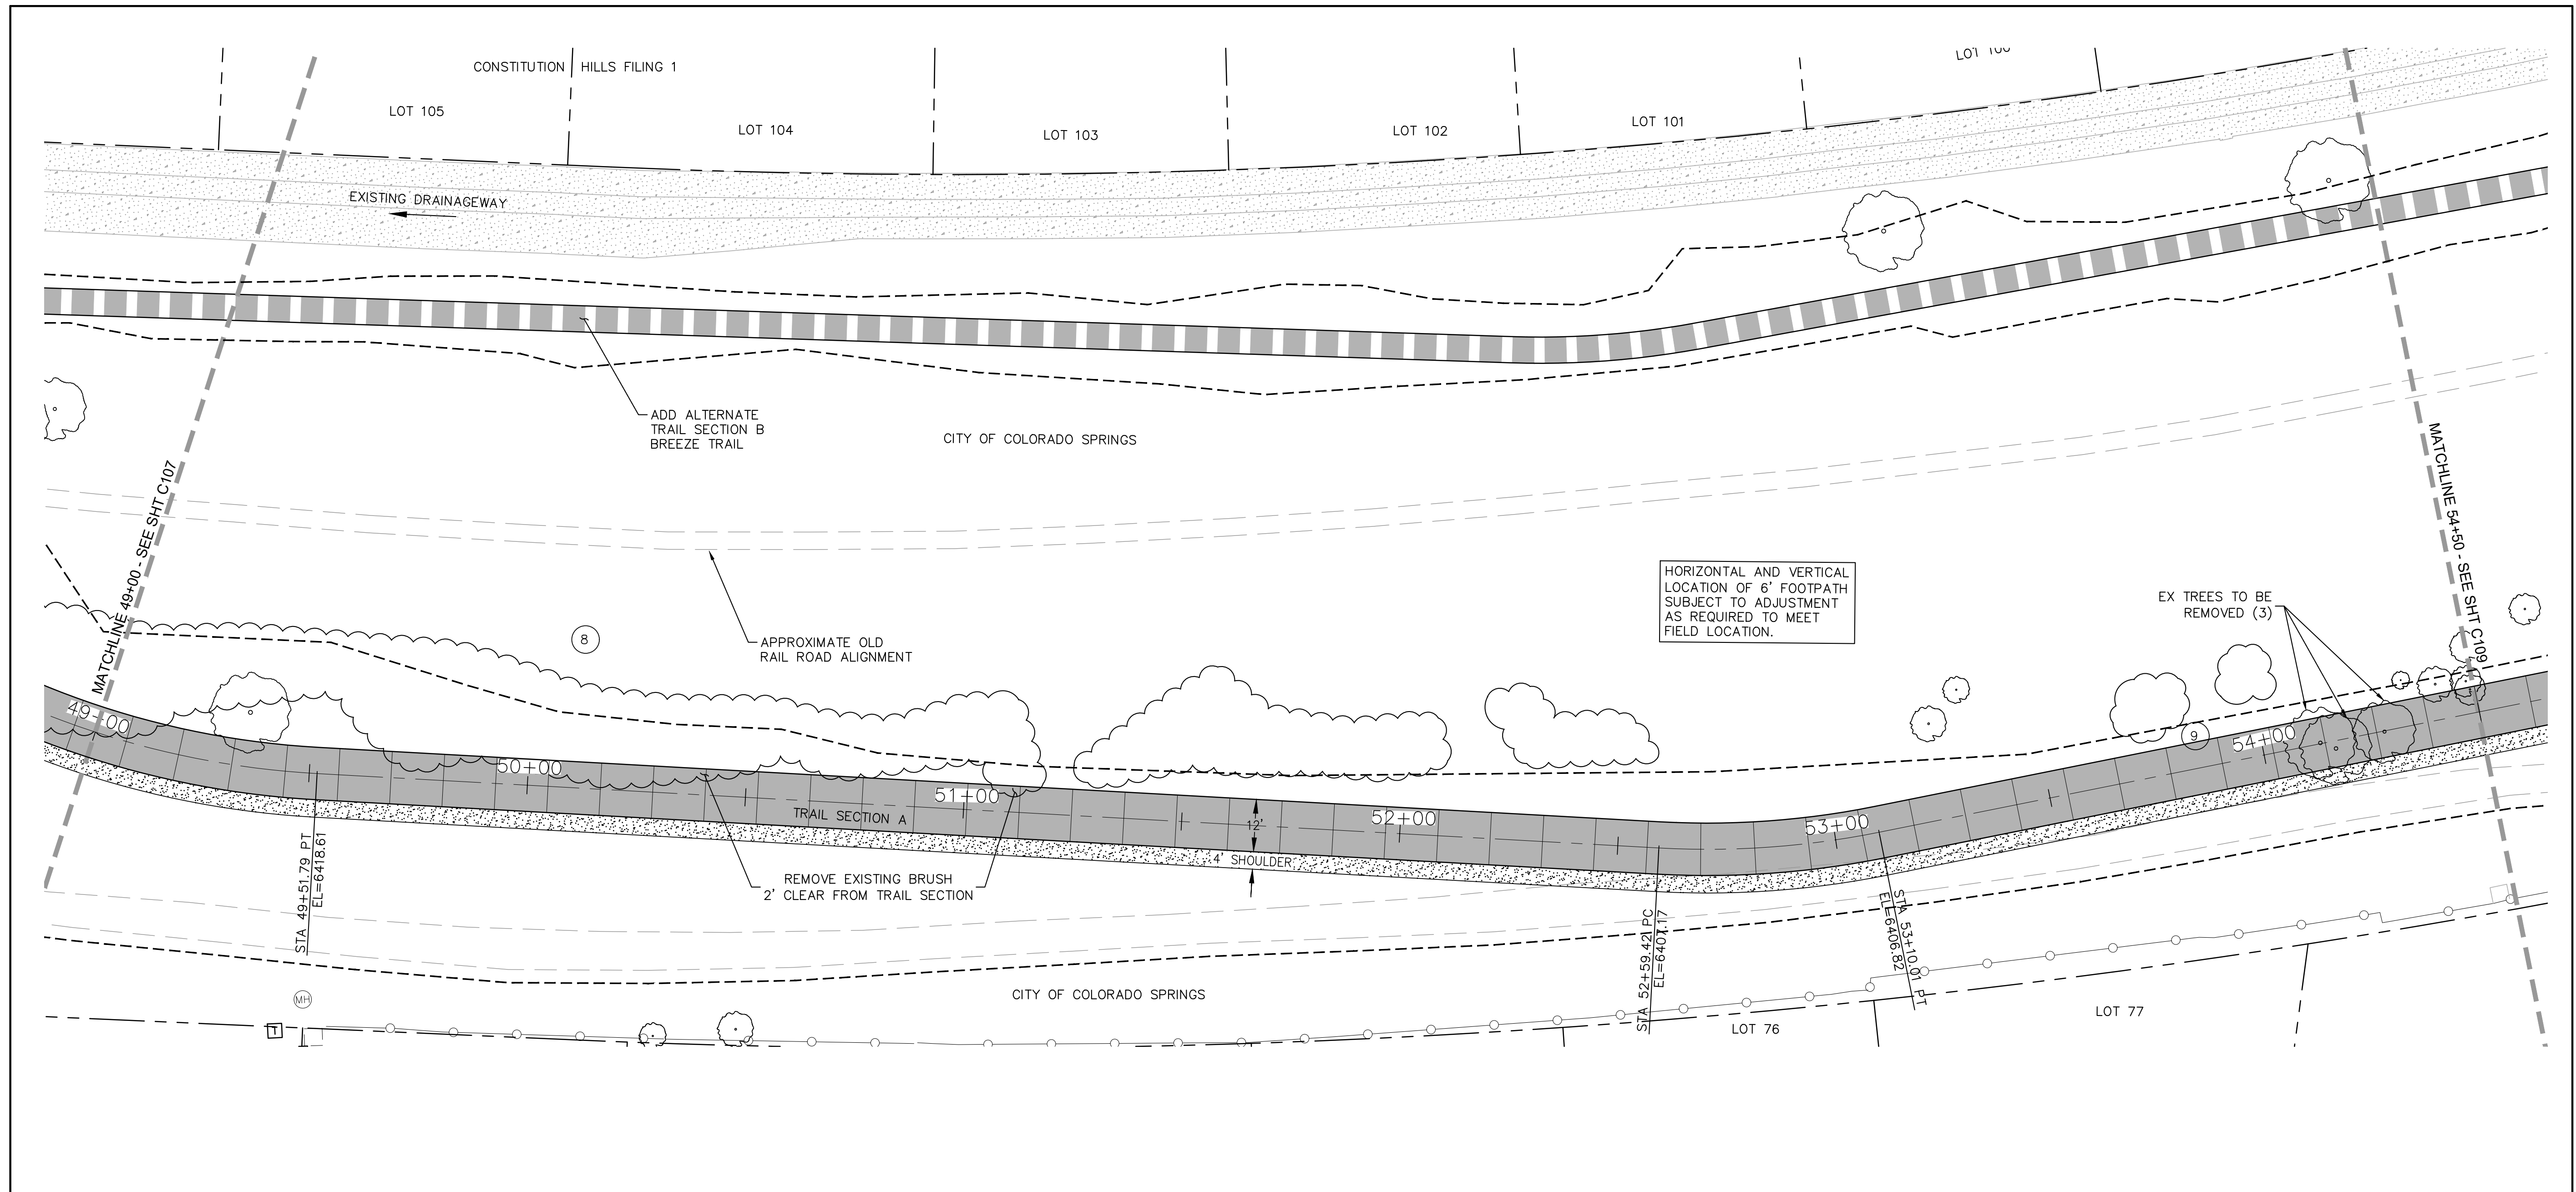 CONSTITUTION HILLS FILING 1
LOT 105
LOT 104
LOT 103
LOT 102
LOT 101
LOT 100
EXISTING DRAINAGEWAY
ADD ALTERNATE
TRAIL SECTION B
BREEZE TRAIL
CITY OF COLORADO SPRINGS
MATCHLINE 49+00 - SEE SHT C107
MATCHLINE 54+50 - SEE SHT C109
HORIZONTAL AND VERTICAL
LOCATION OF 6' FOOTPATH
SUBJECT TO ADJUSTMENT
AS REQUIRED TO MEET
FIELD LOCATION.
EX TREES TO BE
REMOVED (3)
8
APPROXIMATE OLD
RAIL ROAD ALIGNMENT
9
49+00
50+00
51+00
52+00
53+00
54+00
TRAIL SECTION A
12'
4' SHOULDER
REMOVE EXISTING BRUSH
2' CLEAR FROM TRAIL SECTION
STA 49+51.79 PT
EL=6418.61
STA 52+59.42 PC
EL=6407.17
STA 53+10.01 PT
EL=6406.82
MH
CITY OF COLORADO SPRINGS
T
LOT 76
LOT 77